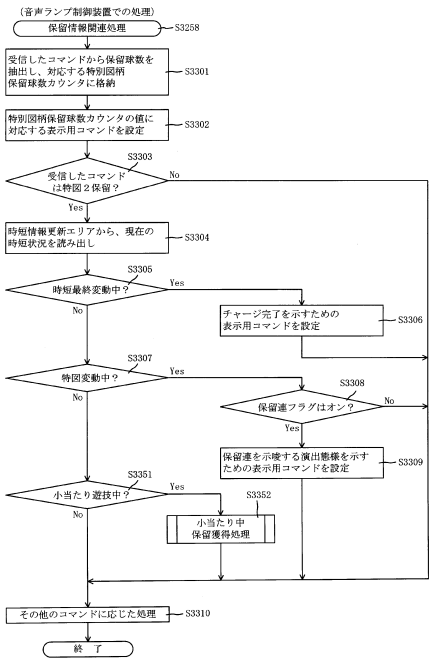 (音声ランプ制御装置での処理)
保留情報関連処理
S3258
受信したコマンドから保留球数を
抽出し、対応する特別図柄
保留球数カウンタに格納
S3301
特別図柄保留球数カウンタの値に
対応する表示用コマンドを設定
S3302
S3303
受信したコマンド
は特図2保留?
No
Yes
時短情報更新エリアから、現在の
時短状況を読み出し
S3304
S3305
時短最終変動中?
Yes
No
チャージ完了を示すための
表示用コマンドを設定
S3306
S3307
特図変動中?
Yes
No
S3308
保留連フラグはオン?
No
Yes
保留連を示唆する演出態様を示す
ための表示用コマンドを設定
S3309
S3351
小当たり遊技中?
Yes
No
S3352
小当たり中
保留獲得処理
その他のコマンドに応じた処理
S3310
終 了